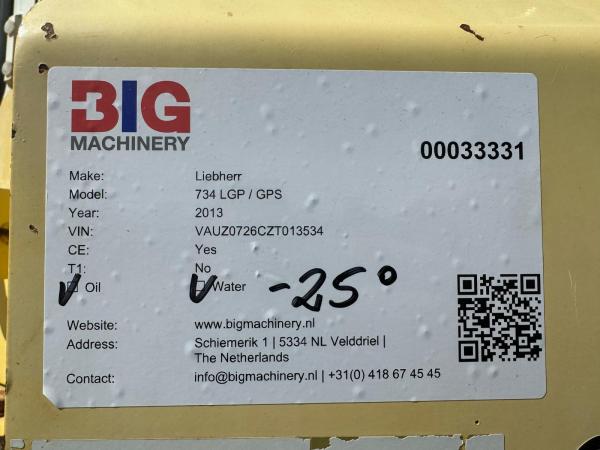 BIG
MACHINERY
00033331
Make: Liebherr
Model: 734 LGP / GPS
Year: 2013
VIN: VAUZ0726CZT013534
CE: Yes
T1: No
V Oil V Water -25°
Website: www.bigmachinery.nl
Address: Schiemerik 1 | 5334 NL Velddriel |
The Netherlands
Contact: info@bigmachinery.nl | +31(0) 418 67 45 45